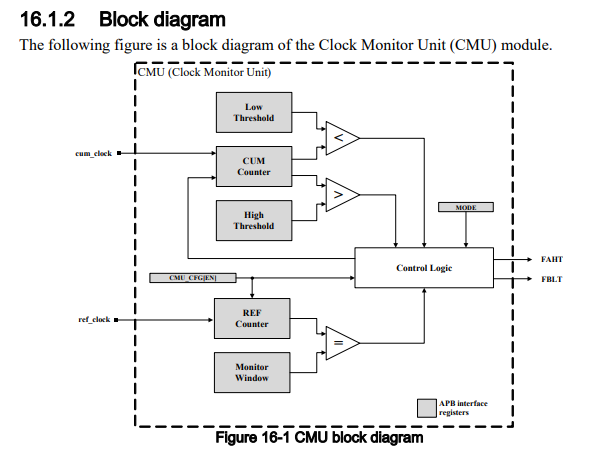 16.1.2 Block diagram
The following figure is a block diagram of the Clock Monitor Unit (CMU) module.
CMU (Clock Monitor Unit)
Low
Threshold
<
cum_clock
CUM
Counter
>
High
Threshold
MODE
Control Logic
FAHT
FBLT
CMU_CFG[EN]
ref_clock
REF
Counter
=
Monitor
Window
APB interface
registers
Figure 16-1 CMU block diagram